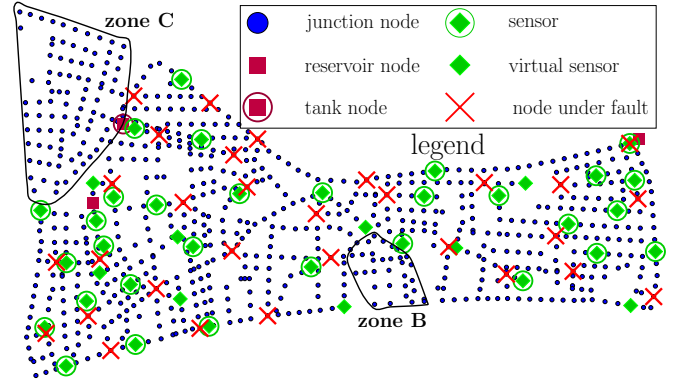 zone C
junction node
sensor
reservoir node
virtual sensor
tank node
node under fault
legend
zone B